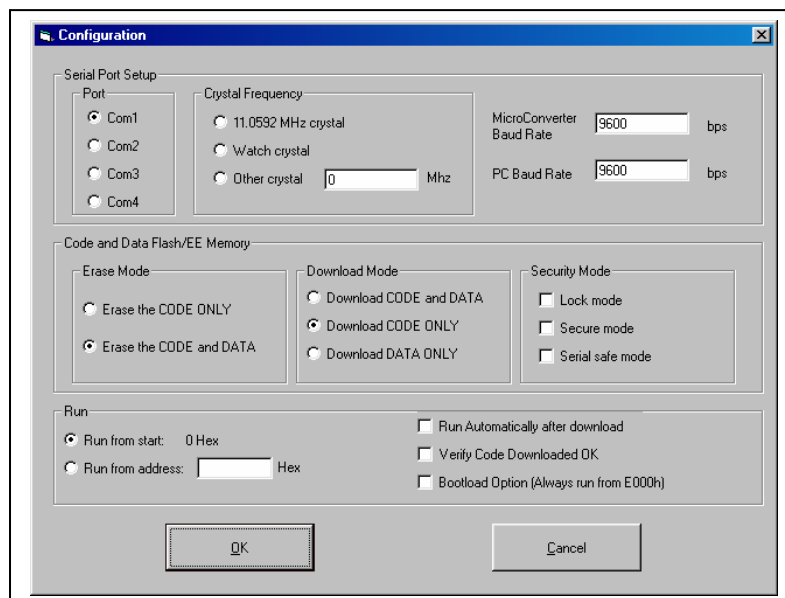 Configuration
Serial Port Setup
Port
Com1
Com2
Com3
Com4
Crystal Frequency
11.0592 MHz crystal
Watch crystal
Other crystal 0 Mhz
MicroConverter
Baud Rate 9600 bps
PC Baud Rate 9600 bps
Code and Data Flash/EE Memory
Erase Mode
Erase the CODE ONLY
Erase the CODE and DATA
Download Mode
Download CODE and DATA
Download CODE ONLY
Download DATA ONLY
Security Mode
Lock mode
Secure mode
Serial safe mode
Run
Run from start: 0 Hex
Run from address: Hex
Run Automatically after download
Verify Code Downloaded OK
Bootload Option (Always run from E000h)
OK
Cancel